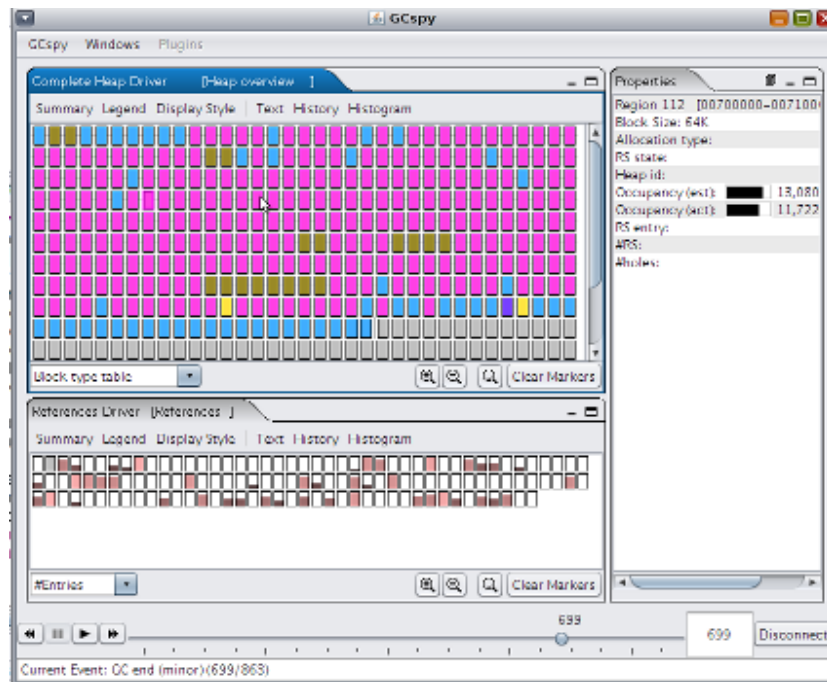 GCspy
GCspy Windows Plugins
Complete Heap Driver [Heap overview ]
Summary Legend Display Style Text History Histogram
Block type table
Clear Markers
References Driver [References ]
Summary Legend Display Style Text History Histogram
#Entries
Clear Markers
Properties
Region 112 [00700000-00710
Block Size: 64K
Allocation type:
RS state:
Heap id:
Occupancy (est): 13,080
Occupancy (act): 11,722
RS entry:
#RS:
#holes:
699
699
Disconnect
Current Event: GC end (minor)(699/863)